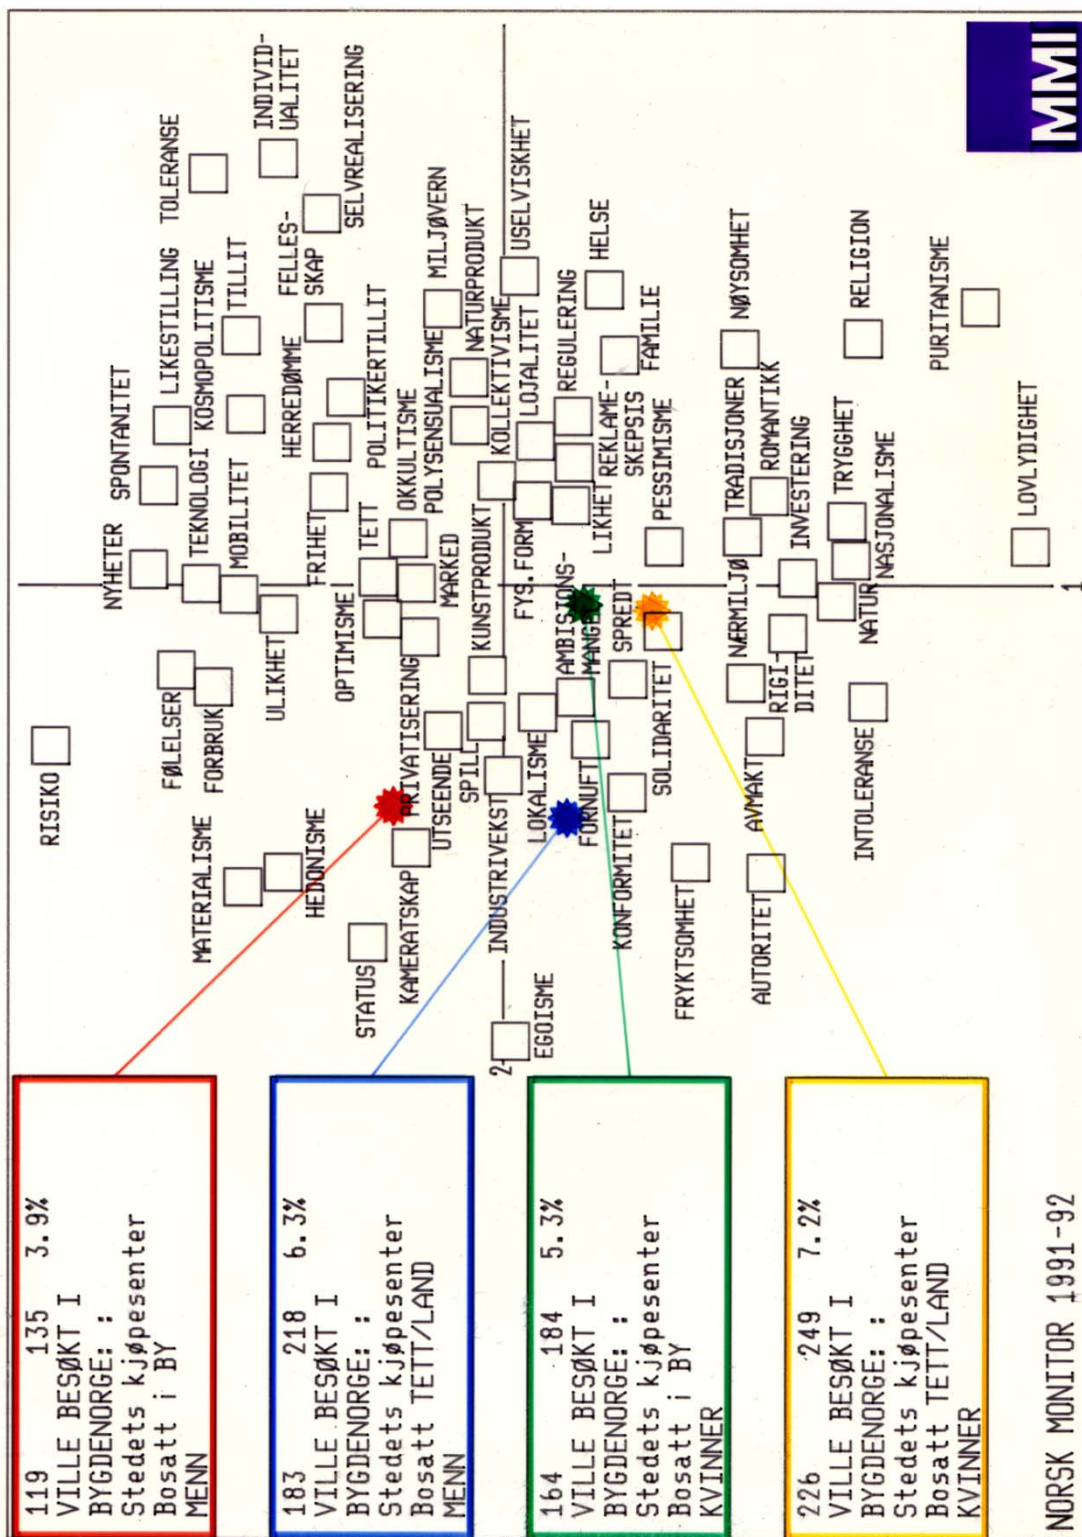 119 135 3.9%
VILLE BESØKT I
BYGDENORGE: :
Stedets kjøpesenter
Bosatt i BY
MENN
183 218 6.3%
VILLE BESØKT I
BYGDENORGE: :
Stedets kjøpesenter
Bosatt TETT/LAND
MENN
164 184 5.3%
VILLE BESØKT I
BYGDENORGE: :
Stedets kjøpesenter
Bosatt i BY
KVINNER
226 249 7.2%
VILLE BESØKT I
BYGDENORGE: :
Stedets kjøpesenter
Bosatt TETT/LAND
KVINNER
RISIKO
NYHETER
SPONTANITET
FØLELSER
LIKESTILLING
TOLERANSE
MATERIALISME
FORBRUK
TEKNOLOGI
KOSMOPOLITISME
MOBILITET
TILLIT
INDIVID-
UALITET
ULIKHET
HERREDØMME
FELLES-
SKAP
HEDONISME
FRIHET
SELVREALISERING
OPTIMISME
TETT
POLITIKERTILLIT
STATUS
OKKULTISME
KAMERATSKAP
PRIVATISERING
POLYSENSUALISME
MILJØVERN
UTSEENDE
MARKED
SPILL
KUNSTPRODUKT
NATURPRODUKT
2-
INDUSTRIVEKST
KOLLEKTIVISME
USELVISKHET
EGOISME
LOKALISME
FYS.FORM
LOJALITET
FORNUFT
AMBISJONS-
MANGEL
REGULERING
LIKHET
HELSE
REKLAME-
SKEPSIS
KONFORMITET
SPREDT
FAMILIE
SOLIDARITET
PESSIMISME
FRYKTSOMHET
NÆRMILJØ
TRADISJONER
NØYSOMHET
AVMAKT
ROMANTIKK
AUTORITET
RIGI-
DITET
INVESTERING
TRYGGHET
RELIGION
INTOLERANSE
NATUR
NASJONALISME
PURITANISME
LOVLYDIGHET
1
NORSK MONITOR 1991-92
MMI